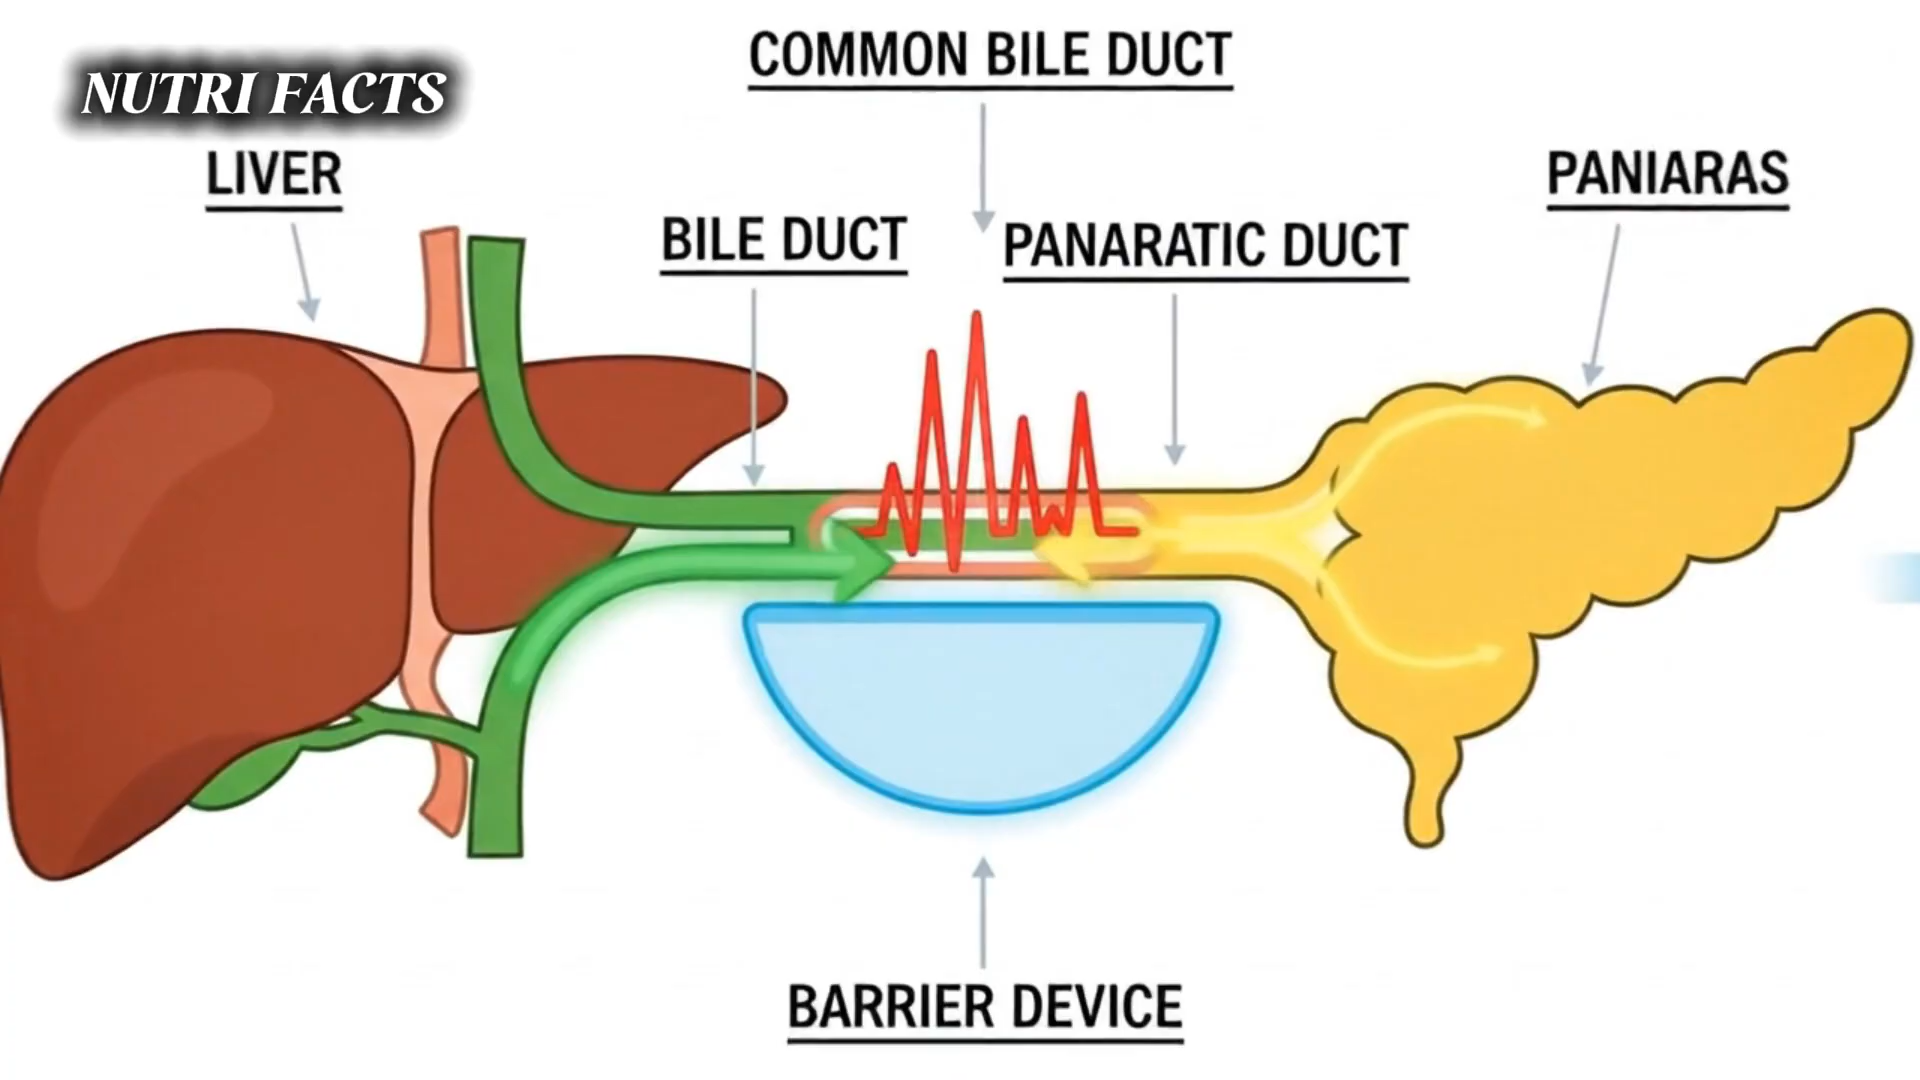 NUTRI FACTS
COMMON BILE DUCT
LIVER
PANIARAS
BILE DUCT
PANARATIC DUCT
BARRIER DEVICE